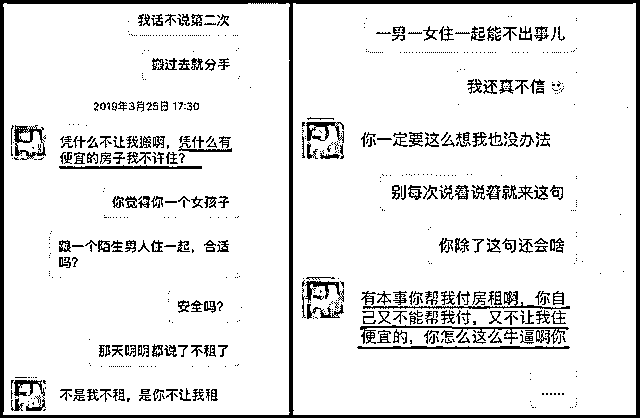 我话不说第二次
搬过去就分手
2019年3月25日 17:30
凭什么不让我搬啊，凭什么有
便宜的房子我不许住？
你觉得你一个女孩子
跟一个陌生男人住一起，合适
吗？
安全吗？
那天明明都说了不租了
不是我不租，是你不让我租
一男一女住一起能不出事儿
我还真不信
你一定要这么想我也没办法
别每次说着说着就来这句
你除了这句还会啥
有本事你帮我付房租啊，你自
己又不能帮我付，又不让我住
便宜的，你怎么这么牛逼啊你
......